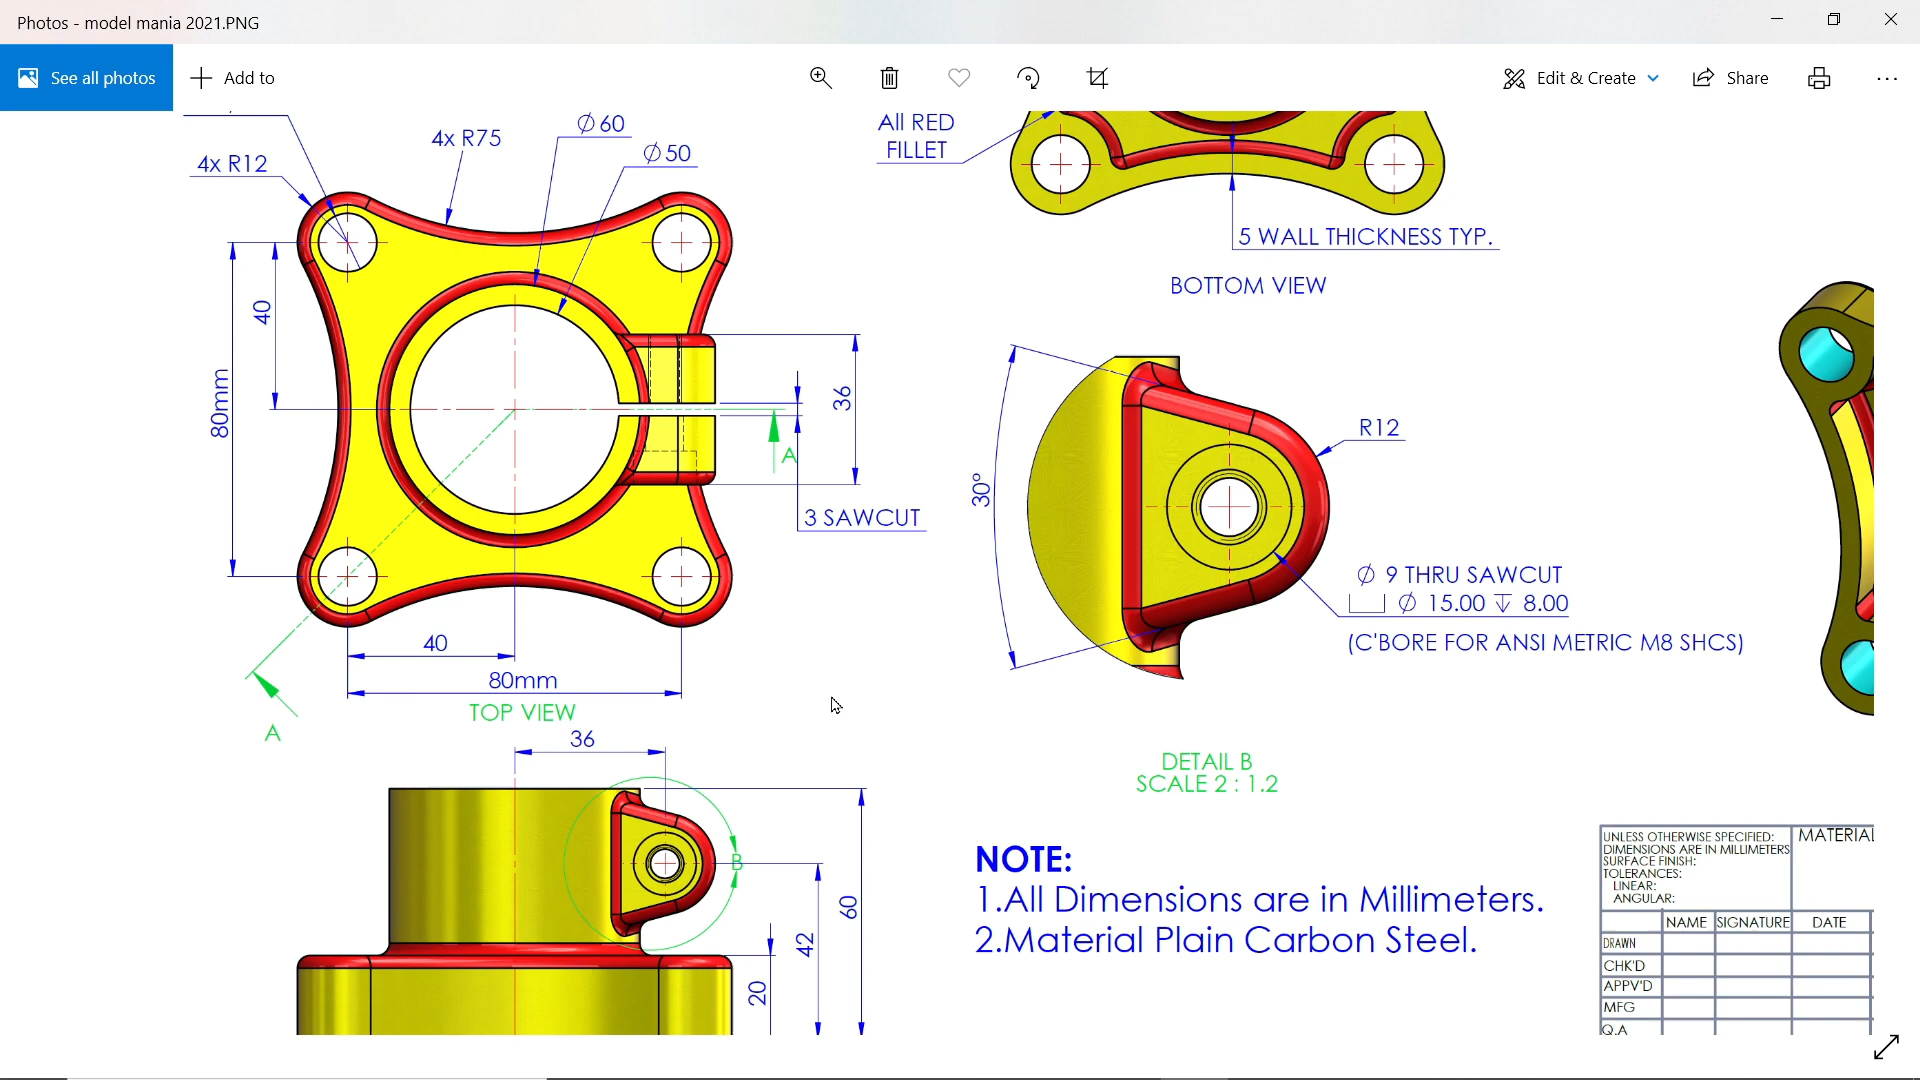 Photos - model mania 2021.PNG
See all photos
Add to
Edit & Create
Share
4x R12
4x R75
∅60
∅50
40
80mm
36
A
3 SAWCUT
40
80mm
TOP VIEW
A
All RED
FILLET
5 WALL THICKNESS TYP.
BOTTOM VIEW
30°
R12
∅ 9 THRU SAWCUT
⌴ ∅ 15.00 ↧ 8.00
(C'BORE FOR ANSI METRIC M8 SHCS)
DETAIL B
SCALE 2 : 1.2
36
B
60
42
20
NOTE:
1.All Dimensions are in Millimeters.
2.Material Plain Carbon Steel.
UNLESS OTHERWISE SPECIFIED:
DIMENSIONS ARE IN MILLIMETERS
SURFACE FINISH:
TOLERANCES:
LINEAR:
ANGULAR:
MATERIAL
NAME SIGNATURE DATE
DRAWN
CHK'D
APPV'D
MFG
Q.A